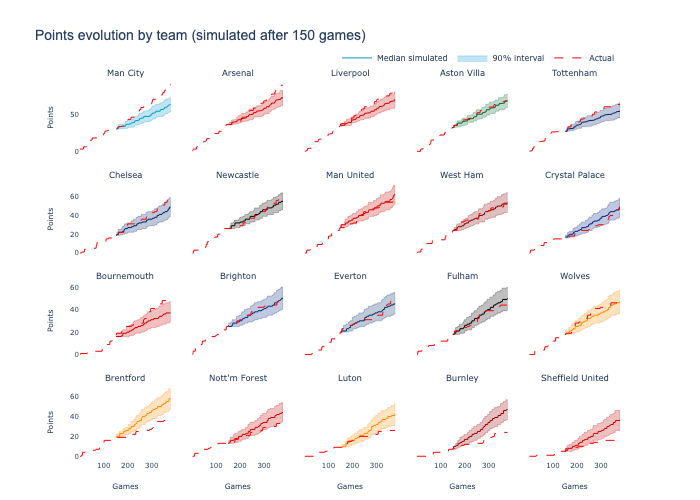 Points evolution by team (simulated after 150 games)
Median simulated 90% interval Actual
Man City Arsenal Liverpool Aston Villa Tottenham
Points
50
0
Chelsea Newcastle Man United West Ham Crystal Palace
Points
60
40
20
0
Bournemouth Brighton Everton Fulham Wolves
Points
60
40
20
0
Brentford Nott'm Forest Luton Burnley Sheffield United
Points
60
40
20
0
100 200 300 100 200 300 100 200 300 100 200 300 100 200 300
Games Games Games Games Games